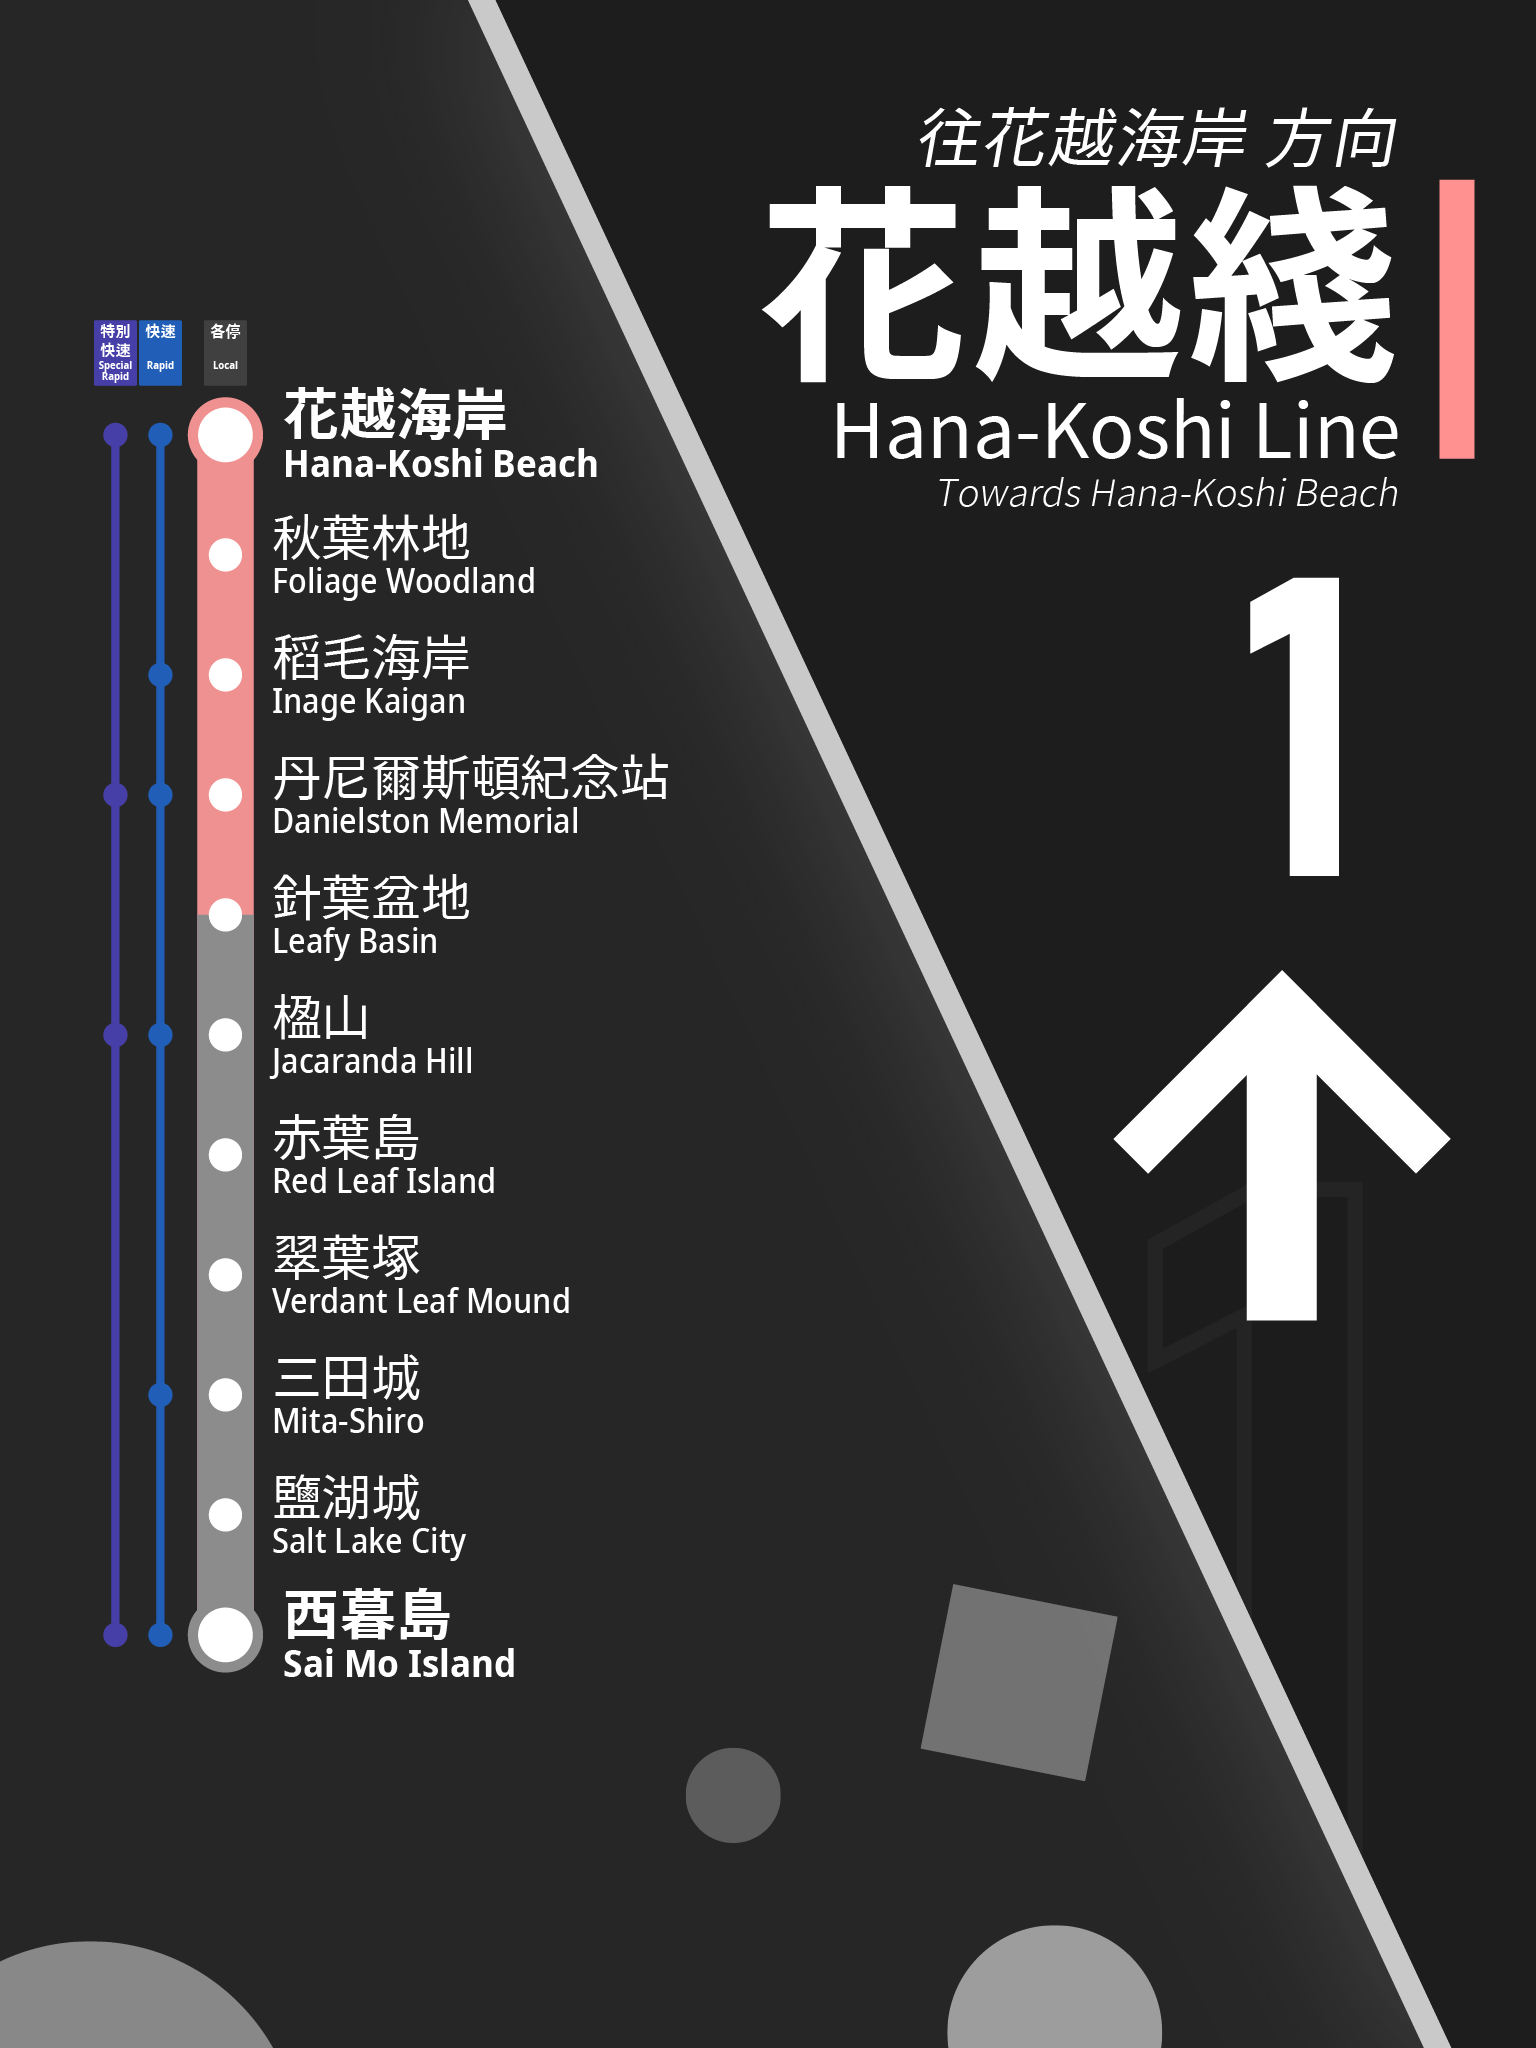 往花越海岸 方向
花越綫
Hana-Koshi Line
Towards Hana-Koshi Beach
1
特別
快速
Special
Rapid
快速
Rapid
各停
Local
花越海岸
Hana-Koshi Beach
秋葉林地
Foliage Woodland
稻毛海岸
Inage Kaigan
丹尼爾斯頓紀念站
Danielston Memorial
針葉盆地
Leafy Basin
楹山
Jacaranda Hill
赤葉島
Red Leaf Island
翠葉塚
Verdant Leaf Mound
三田城
Mita-Shiro
鹽湖城
Salt Lake City
西暮島
Sai Mo Island